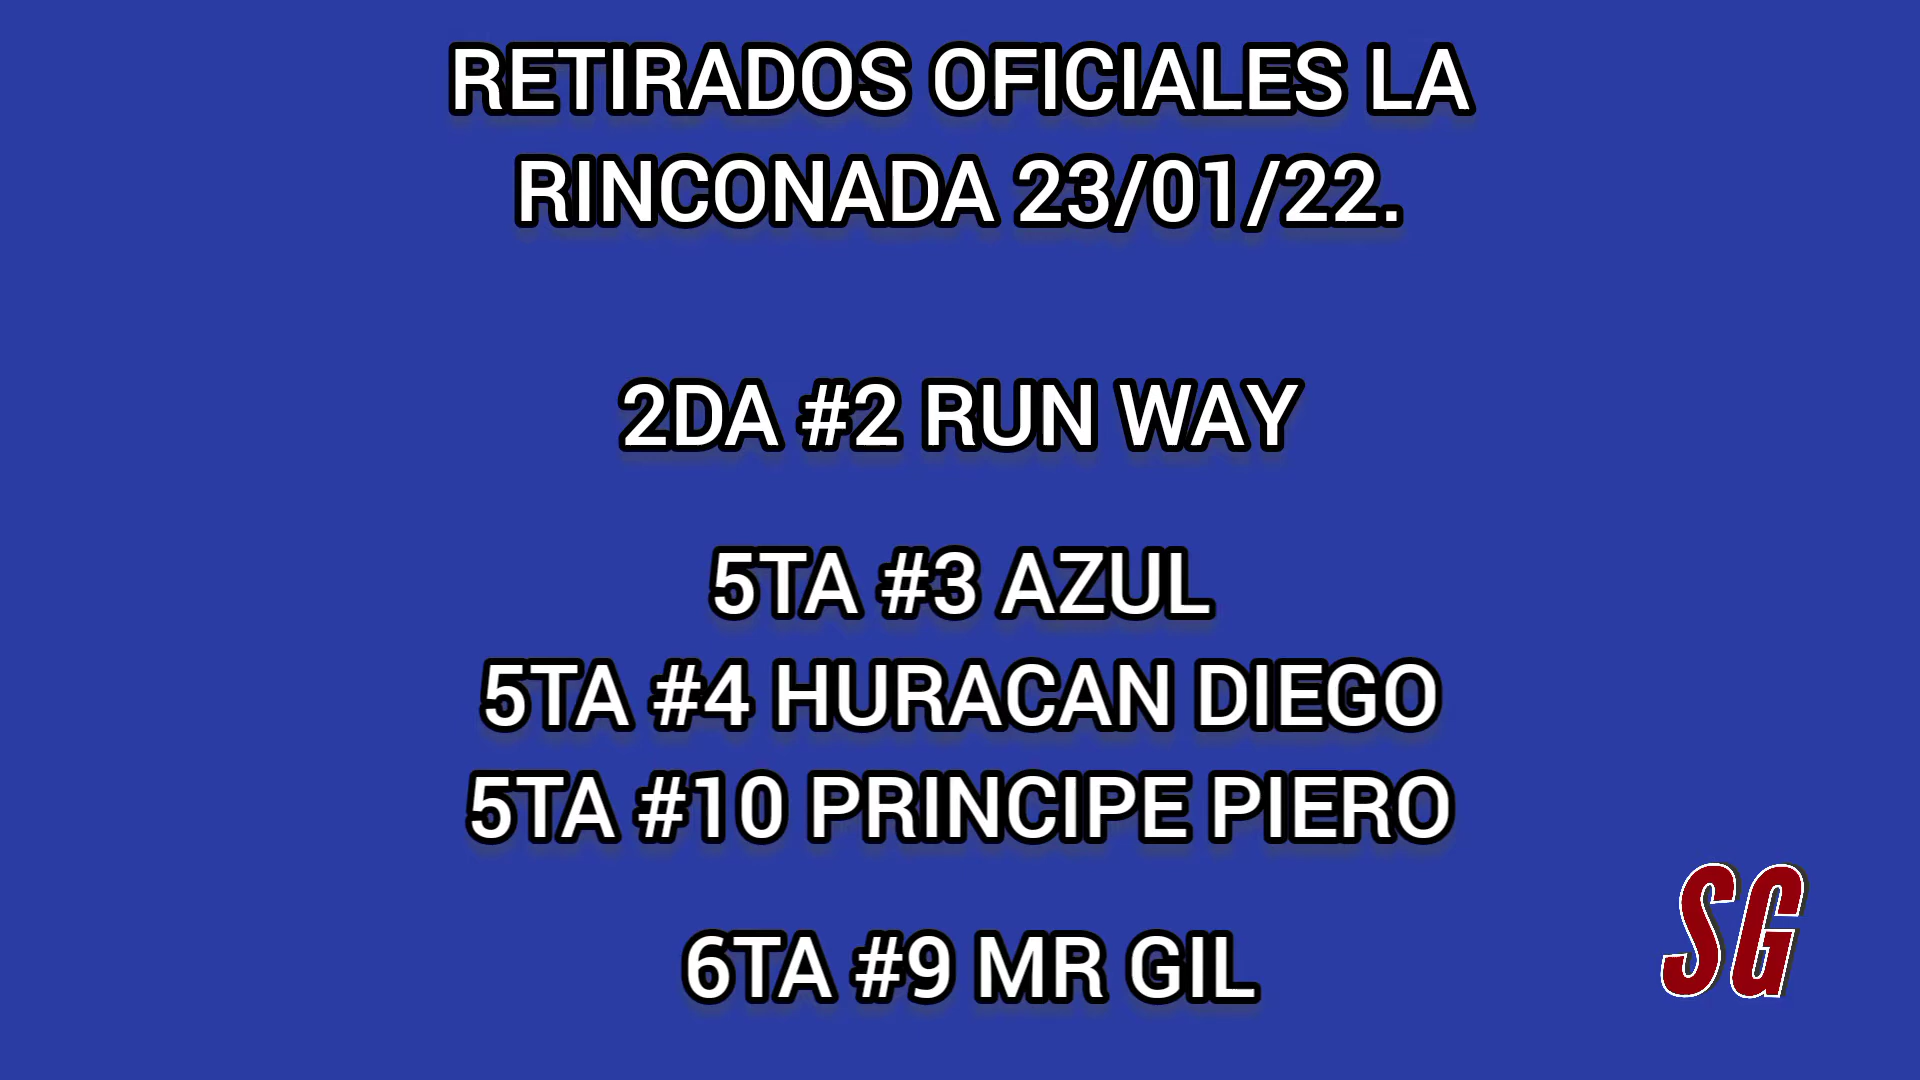 RETIRADOS OFICIALES LA
RINCONADA 23/01/22.
2DA #2 RUN WAY
5TA #3 AZUL
5TA #4 HURACAN DIEGO
5TA #10 PRINCIPE PIERO
6TA #9 MR GIL
SG